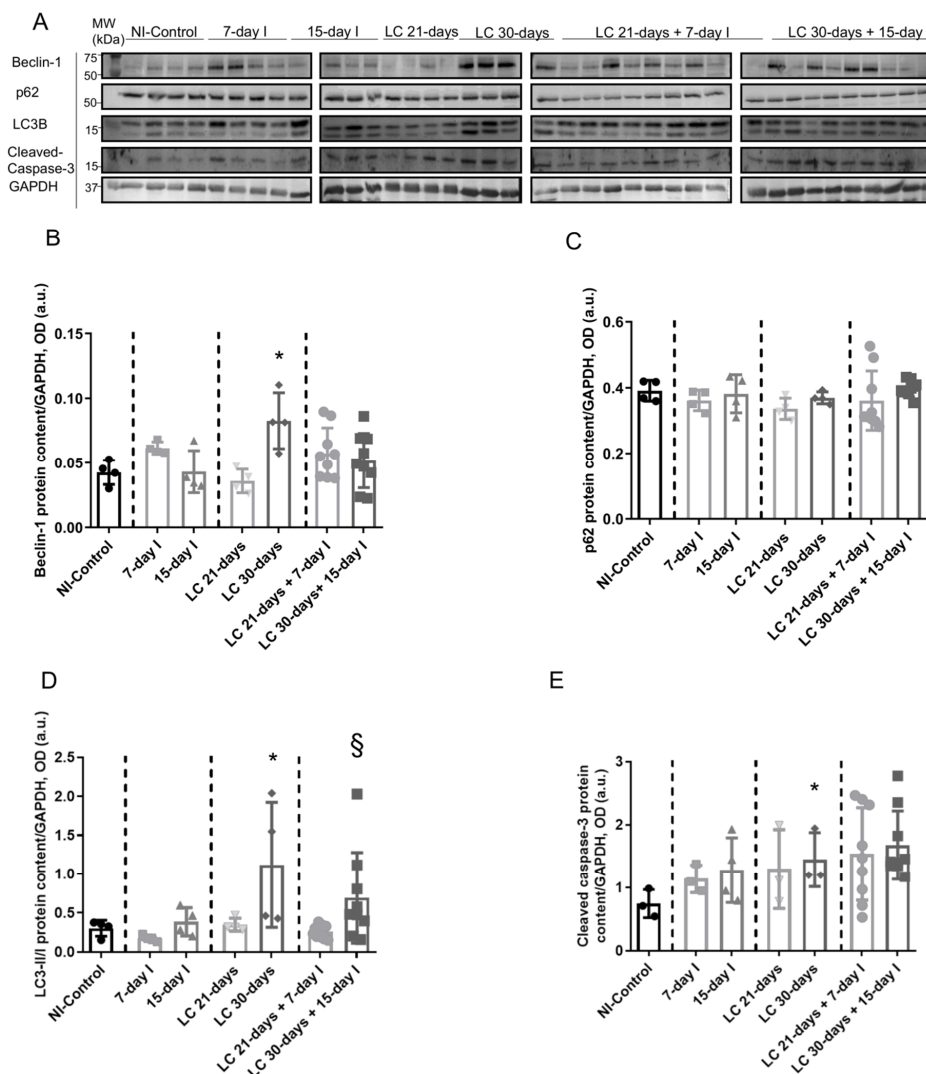 A
MW
(kDa)
NI-Control 7-day I 15-day I LC 21-days LC 30-days LC 21-days + 7-day I LC 30-days + 15-day
Beclin-1
75
50
p62
50
LC3B
15
Cleaved-
Caspase-3
15
GAPDH
37
B
Beclin-1 protein content/GAPDH, OD (a.u.)
0.15
0.10
0.05
0.00
*
NI-Control
7-day I
15-day I
LC 21-days
LC 30-days
LC 21-days + 7-day I
LC 30-days+ 15-day I
C
p62 protein content/GAPDH, OD (a.u.)
0.6
0.4
0.2
0.0
NI-Control
7-day I
15-day I
LC 21-days
LC 30-days
LC 21-days + 7-day I
LC 30-days + 15-day I
D
LC3-II/I protein content/GAPDH, OD (a.u.)
2.5
2.0
1.5
1.0
0.5
0.0
*
§
NI-Control
7-day I
15-day I
LC 21-days
LC 30-days
LC 21-days + 7-day I
LC 30-days + 15-day I
E
Cleaved caspase-3 protein
content/GAPDH, OD (a.u.)
3
2
1
0
*
NI-Control
7-day I
15-day I
LC 21-days
LC 30-days
LC 21-days + 7-day I
LC 30-days + 15-day I